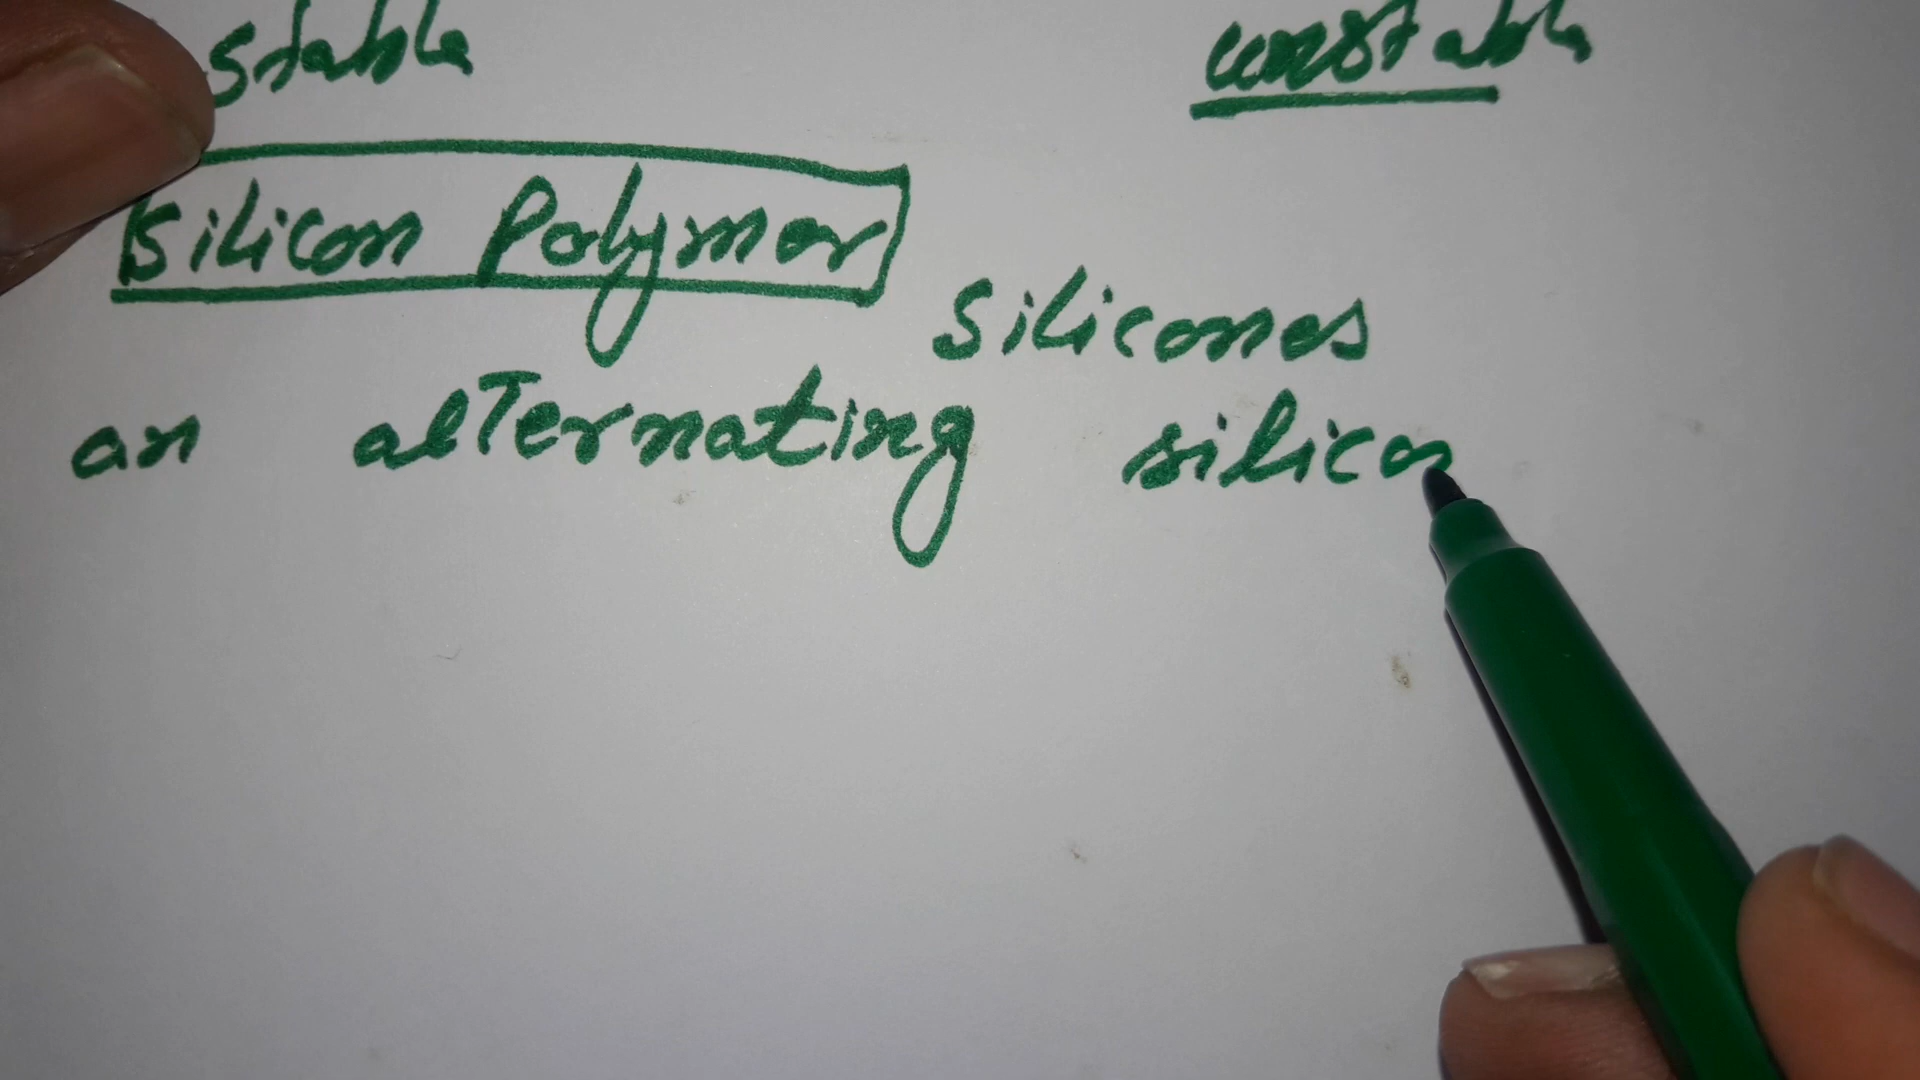 stable unstable
Silicon Polymer
Silicones
an alternating silicon